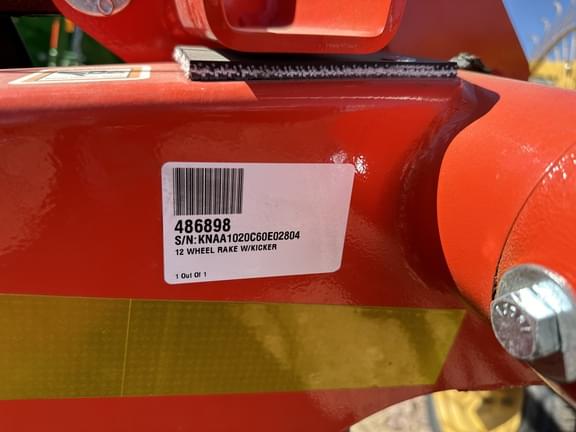 486898
S/N:KNAA1020C60E02804
12 WHEEL RAKE W/KICKER
1 Out Of 1